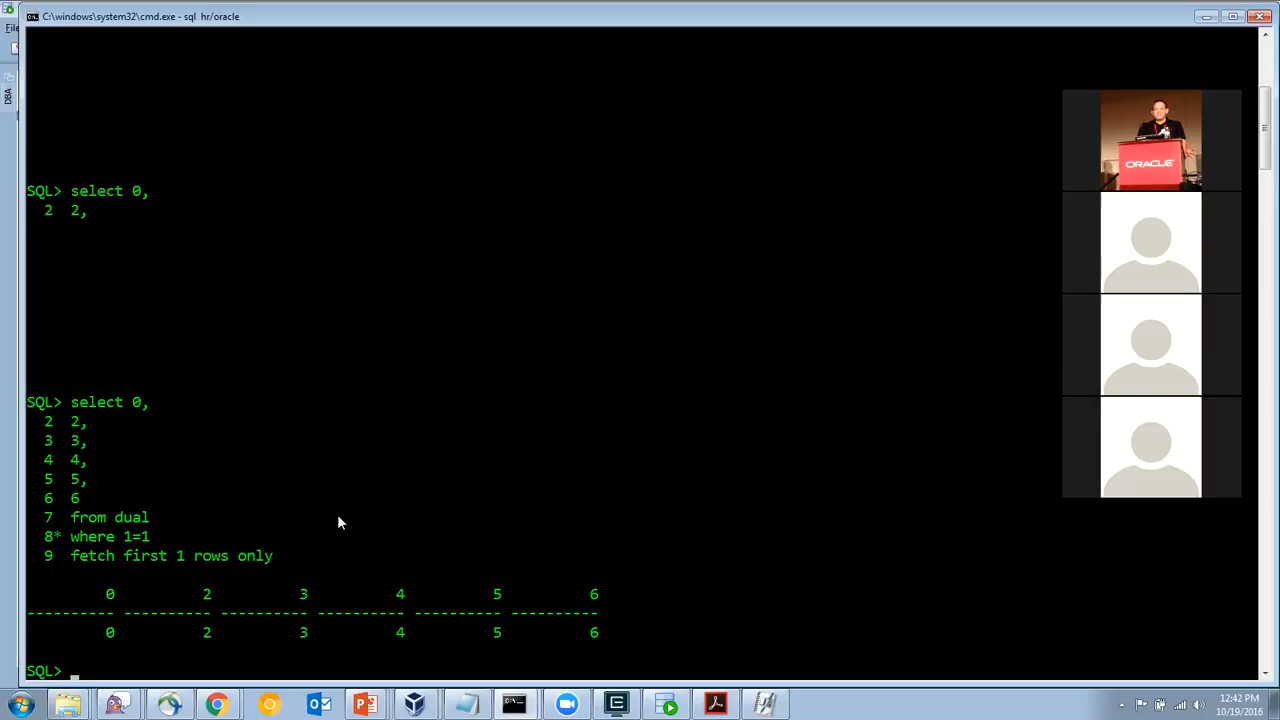 C:\windows\system32\cmd.exe - sql hr/oracle
File
DBA
SQL> select 0,
2 2,
SQL> select 0,
2 2,
3 3,
4 4,
5 5,
6 6
7 from dual
8* where 1=1
9 fetch first 1 rows only
0 2 3 4 5 6
---------- ---------- ---------- ---------- ---------- ----------
0 2 3 4 5 6
SQL>
ORACLE
12:42 PM
10/19/2016